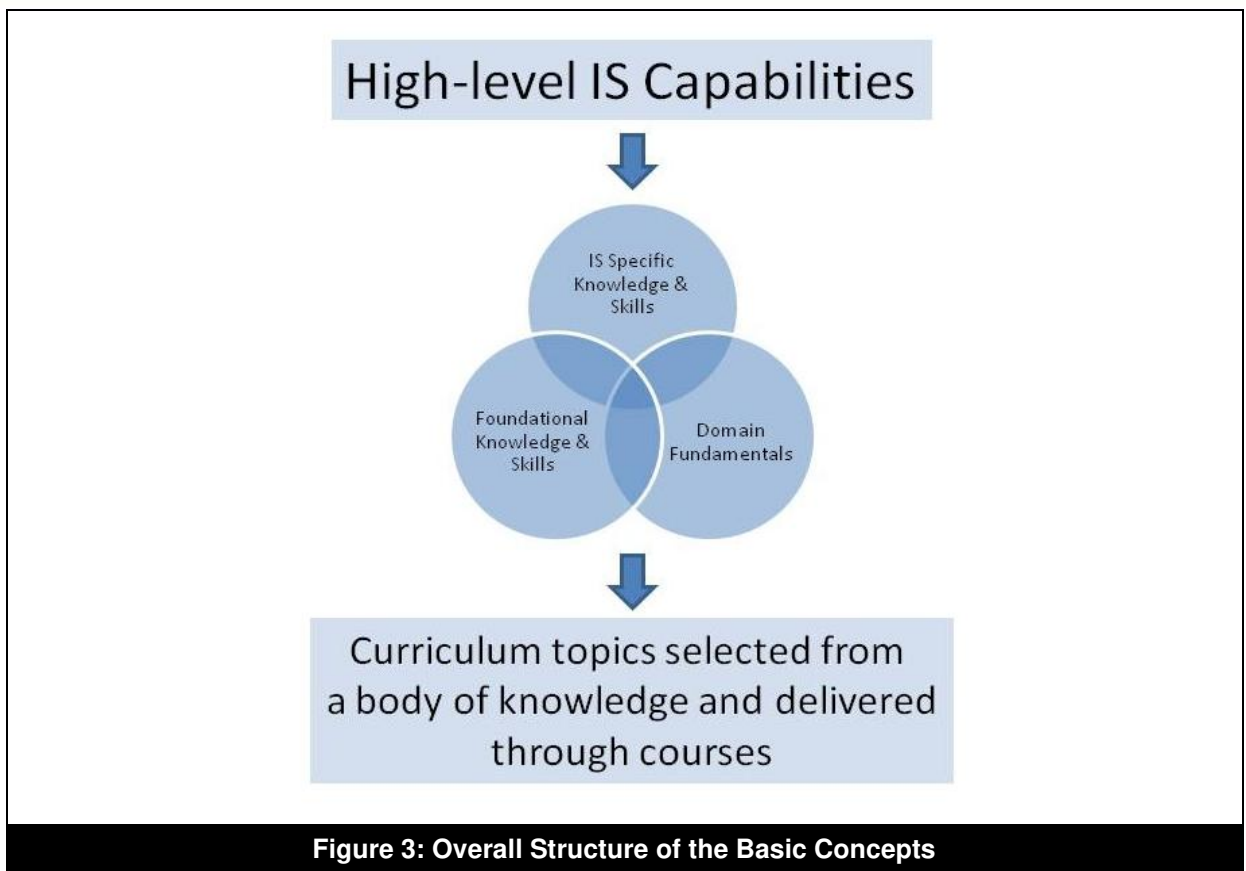 High-level IS Capabilities
IS Specific
Knowledge &
Skills
Foundational
Knowledge &
Skills
Domain
Fundamentals
Curriculum topics selected from
a body of knowledge and delivered
through courses
Figure 3: Overall Structure of the Basic Concepts